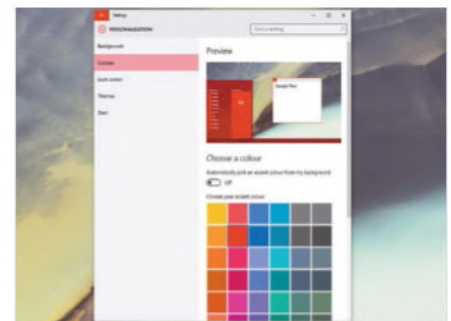 Settings
PERSONALISATION
Find a setting
Background
Colours
Lock screen
Themes
Start
Preview
Sample Text
Choose a colour
Automatically pick an accent colour from my background
Off
Choose your accent colour